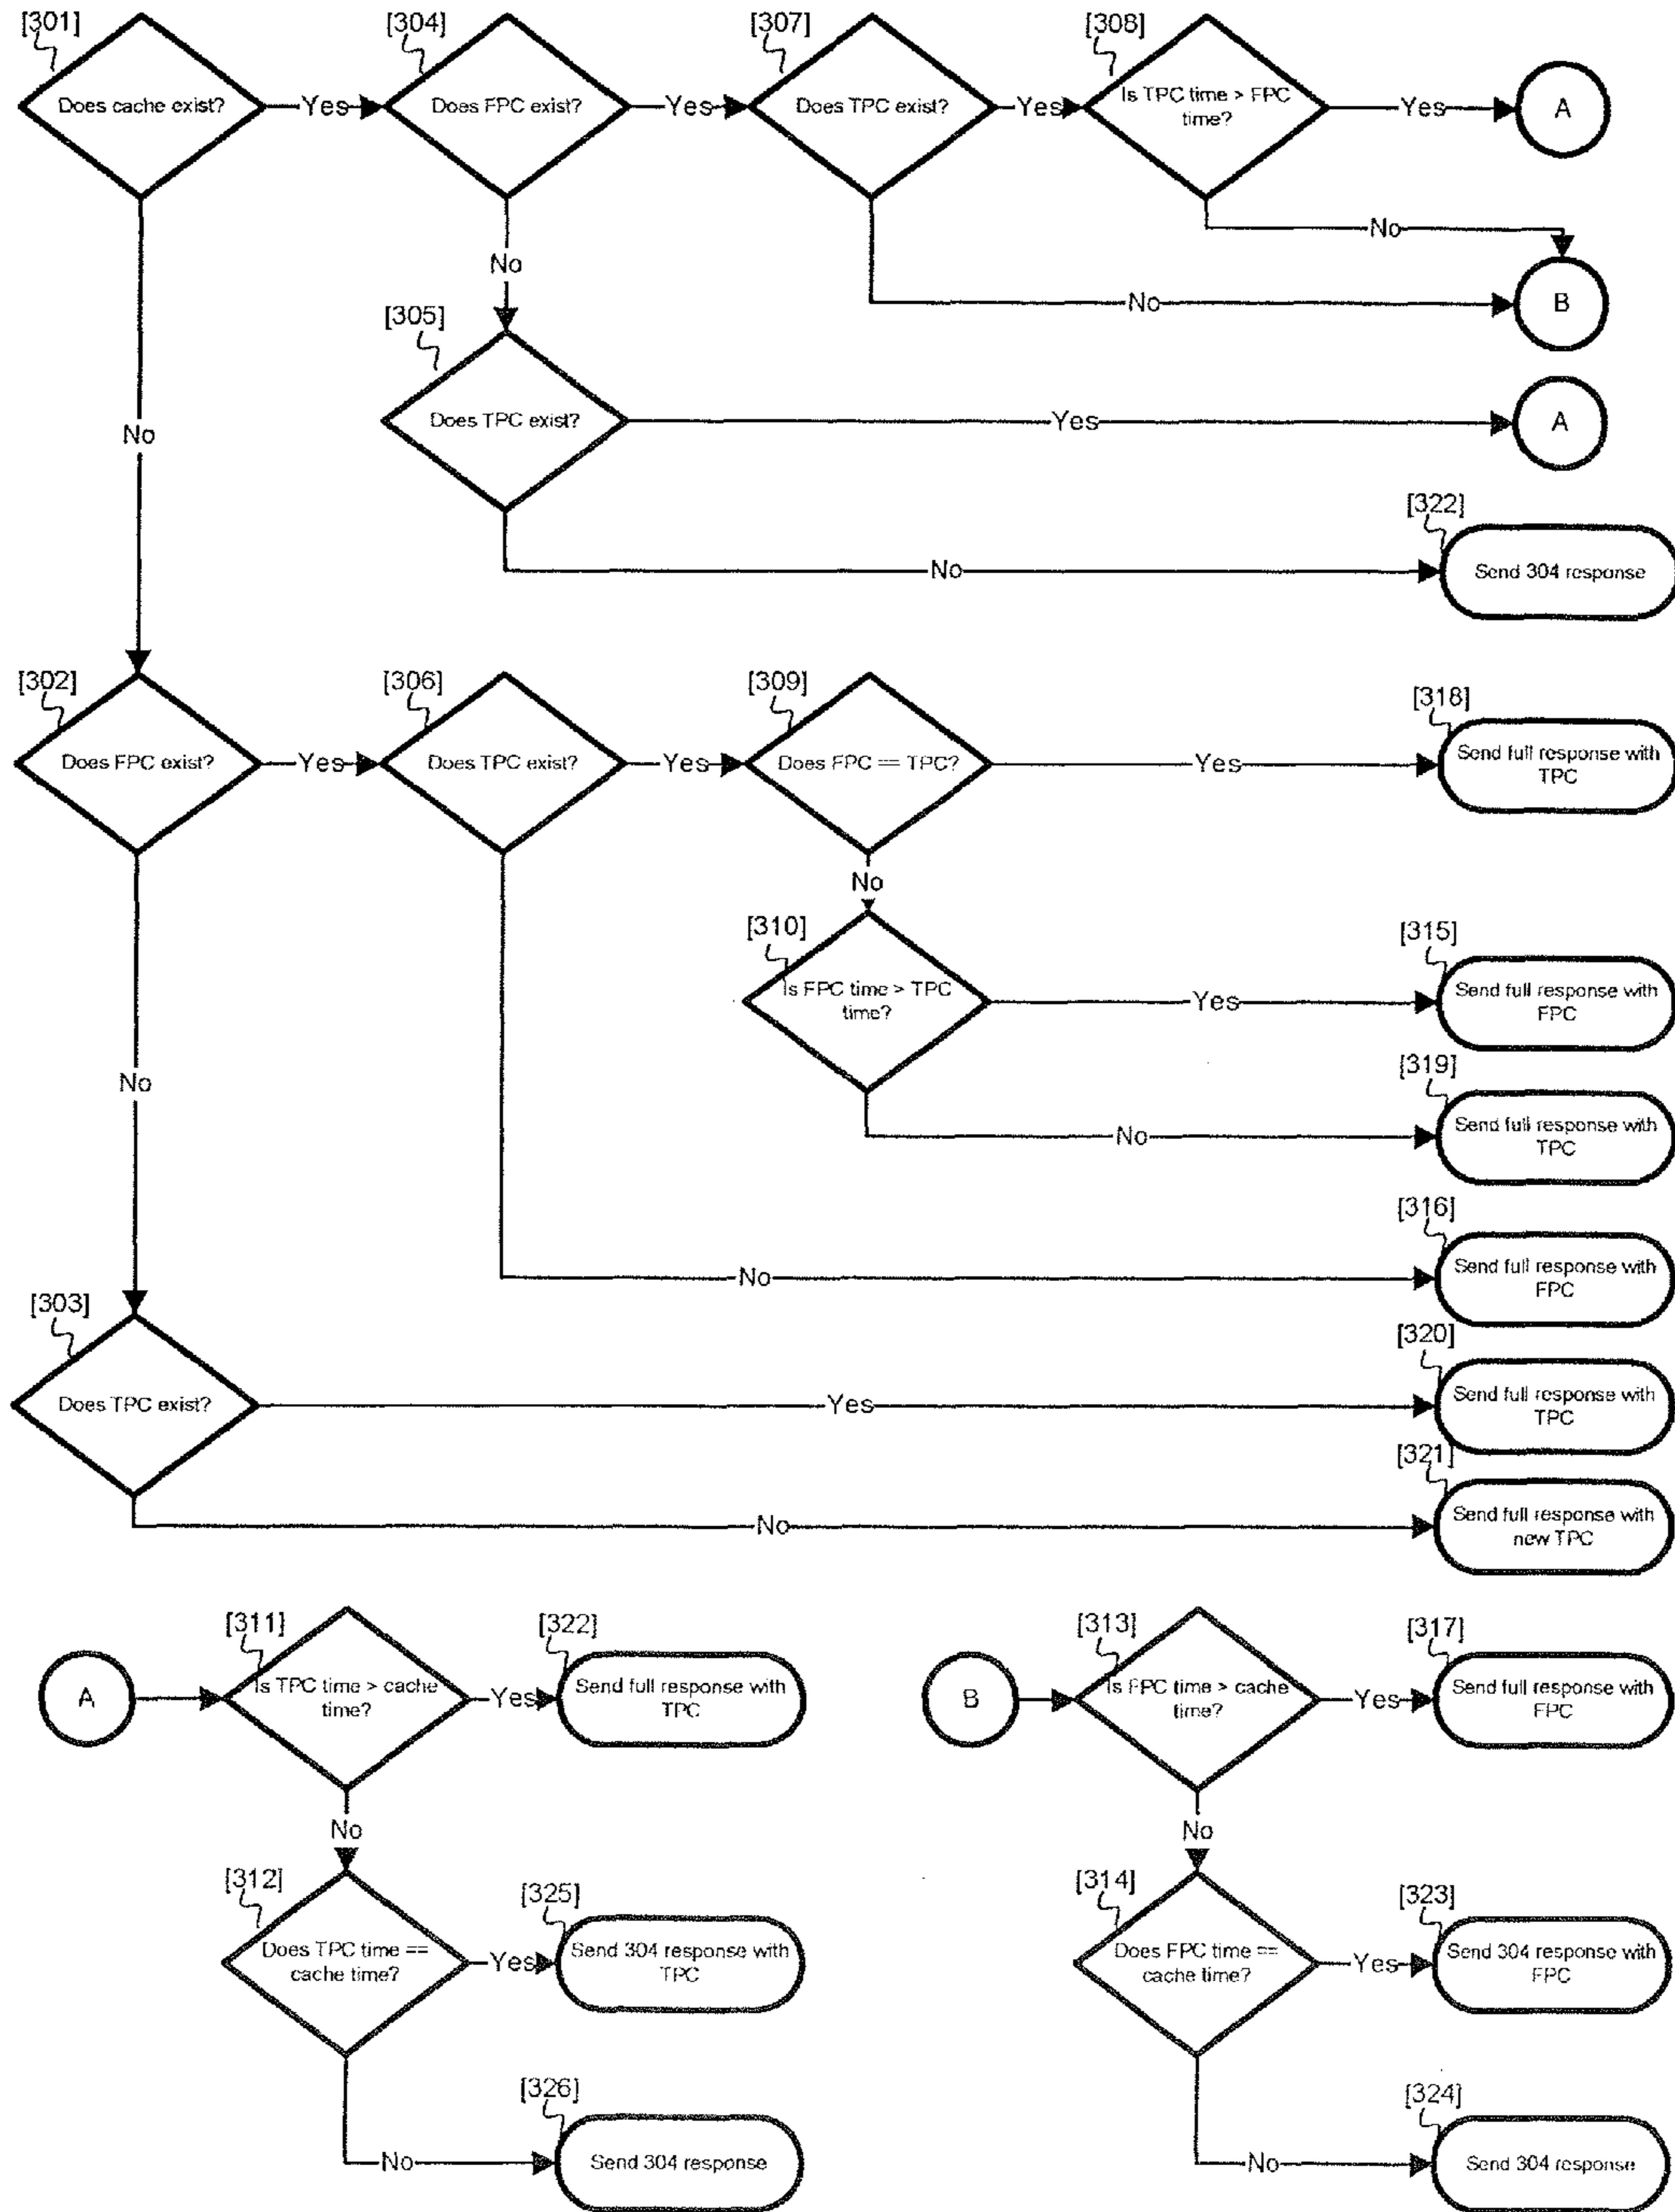 [301]
[304]
[307]
[308]
Does cache exist?
Yes
Does FPC exist?
Yes
Does TPC exist?
Yes
Is TPC time > FPC
time?
Yes
A
No
No
No
B
[305]
Does TPC exist?
Yes
A
No
[322]
No
Send 304 response
[302]
[306]
[309]
[318]
Does FPC exist?
Yes
Does TPC exist?
Yes
Does FPC == TPC?
Yes
Send full response with
TPC
No
[310]
[315]
Is FPC time > TPC
time?
Yes
Send full response with
FPC
No
[319]
No
Send full response with
TPC
[316]
No
Send full response with
FPC
[303]
[320]
Does TPC exist?
Yes
Send full response with
TPC
[321]
No
Send full response with
new TPC
[311]
[322]
A
Is TPC time > cache
time?
Yes
Send full response with
TPC
No
[312]
[325]
Does TPC time ==
cache time?
Yes
Send 304 response with
TPC
[326]
No
Send 304 response
[313]
[317]
B
Is FPC time > cache
time?
Yes
Send full response with
FPC
No
[314]
[323]
Does FPC time ==
cache time?
Yes
Send 304 response with
FPC
[324]
No
Send 304 response